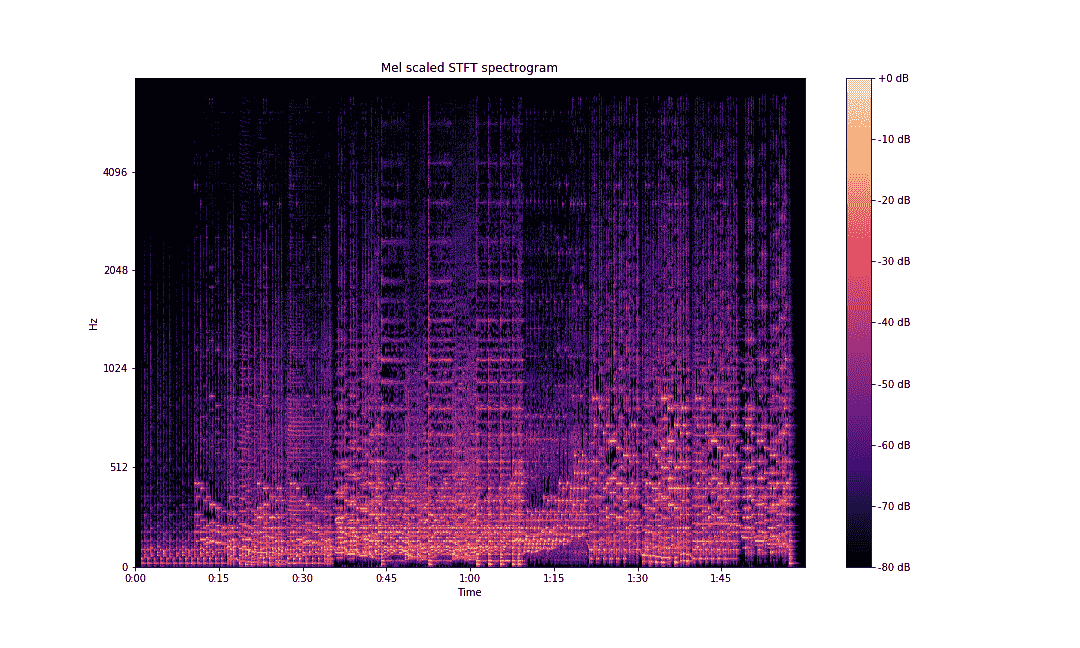 Mel scaled STFT spectrogram
Hz
4096
2048
1024
512
0
0:00
0:15
0:30
0:45
1:00
1:15
1:30
1:45
Time
+0 dB
-10 dB
-20 dB
-30 dB
-40 dB
-50 dB
-60 dB
-70 dB
-80 dB